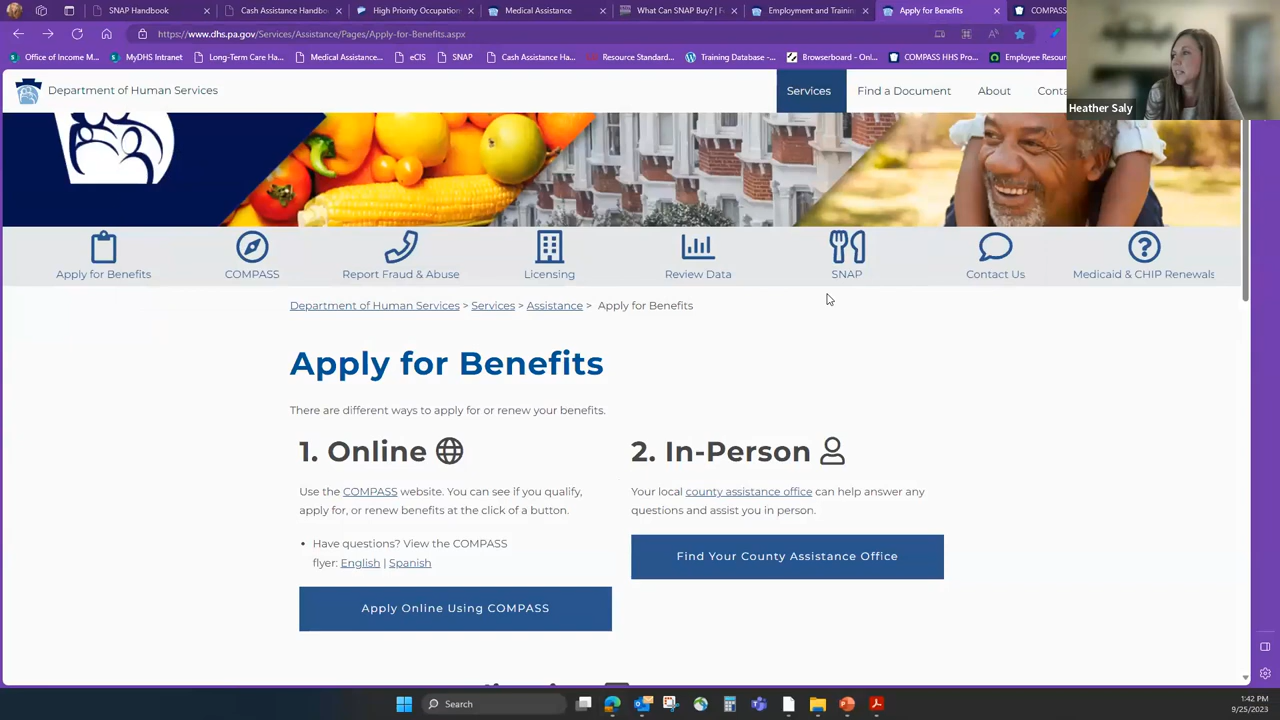 SNAP Handbook
Cash Assistance Handbo
High Priority Occupation
Medical Assistance
What Can SNAP Buy? | F
Employment and Trainin
Apply for Benefits
COMPASS
https://www.dhs.pa.gov/Services/Assistance/Pages/Apply-for-Benefits.aspx
Office of Income M...
MyDHS Intranet
Long-Term Care Ha...
Medical Assistance...
eCIS
SNAP
Cash Assistance Ha...
Resource Standard...
Training Database -...
Browserboard - Onl...
COMPASS HHS Pro
Employee Resource
Department of Human Services
Services
Find a Document
About
Conta
Heather Saly
Apply for Benefits
COMPASS
Report Fraud & Abuse
Licensing
Review Data
SNAP
Contact Us
Medicaid & CHIP Renewals
Department of Human Services > Services > Assistance > Apply for Benefits
Apply for Benefits
There are different ways to apply for or renew your benefits.
1. Online
Use the COMPASS website. You can see if you qualify,
apply for, or renew benefits at the click of a button.
• Have questions? View the COMPASS
flyer: English | Spanish
Apply Online Using COMPASS
2. In-Person
Your local county assistance office can help answer any
questions and assist you in person.
Find Your County Assistance Office
Search
1:42 PM
9/25/2023